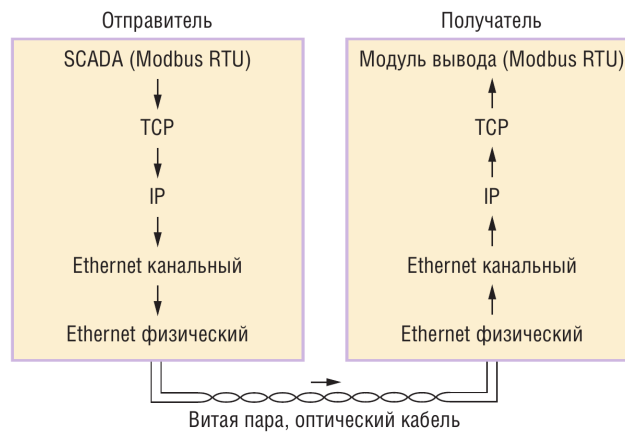 Отправитель
SCADA (Modbus RTU)
TCP
IP
Ethernet канальный
Ethernet физический
Получатель
Модуль вывода (Modbus RTU)
TCP
IP
Ethernet канальный
Ethernet физический
Витая пара, оптический кабель